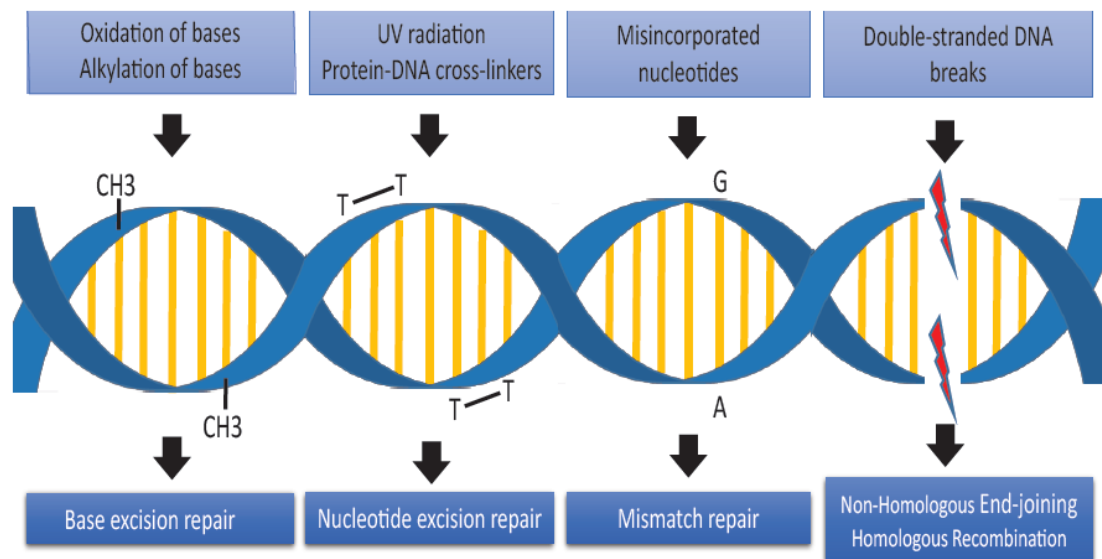 Oxidation of bases
Alkylation of bases
UV radiation
Protein-DNA cross-linkers
Misincorporated
nucleotides
Double-stranded DNA
breaks
CH3
T T
G
CH3
T T
A
Base excision repair
Nucleotide excision repair
Mismatch repair
Non-Homologous End-joining
Homologous Recombination